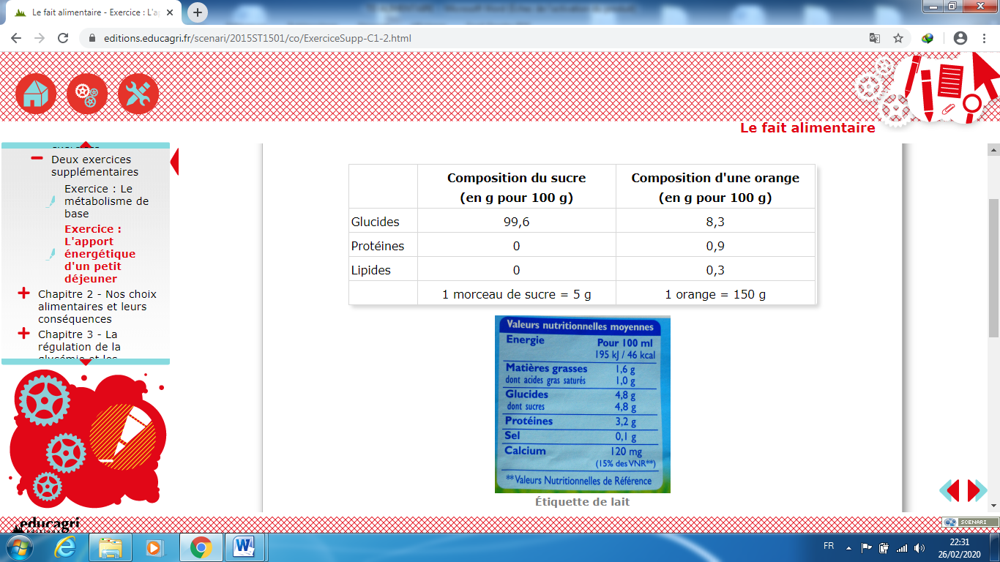 Le fait alimentaire - Exercice : L'ap
editions.educagri.fr/scenari/2015ST1501/co/ExerciceSupp-C1-2.html
Le fait alimentaire
Deux exercices
supplémentaires
Exercice : Le
métabolisme de
base
Exercice :
L'apport
énergétique
d'un petit
déjeuner
Chapitre 2 - Nos choix
alimentaires et leurs
conséquences
Chapitre 3 - La
régulation de la
Composition du sucre
(en g pour 100 g)
Composition d'une orange
(en g pour 100 g)
Glucides 99,6 8,3
Protéines 0 0,9
Lipides 0 0,3
1 morceau de sucre = 5 g 1 orange = 150 g
Valeurs nutritionnelles moyennes
Energie Pour 100 ml
195 kJ / 46 kcal
Matières grasses 1,6 g
dont acides gras saturés 1,0 g
Glucides 4,8 g
dont sucres 4,8 g
Protéines 3,2 g
Sel 0,1 g
Calcium 120 mg
(15% des VNR**)
**Valeurs Nutritionnelles de Référence
Étiquette de lait
educagri
éditions
SCENARI
FR
22:31
26/02/2020